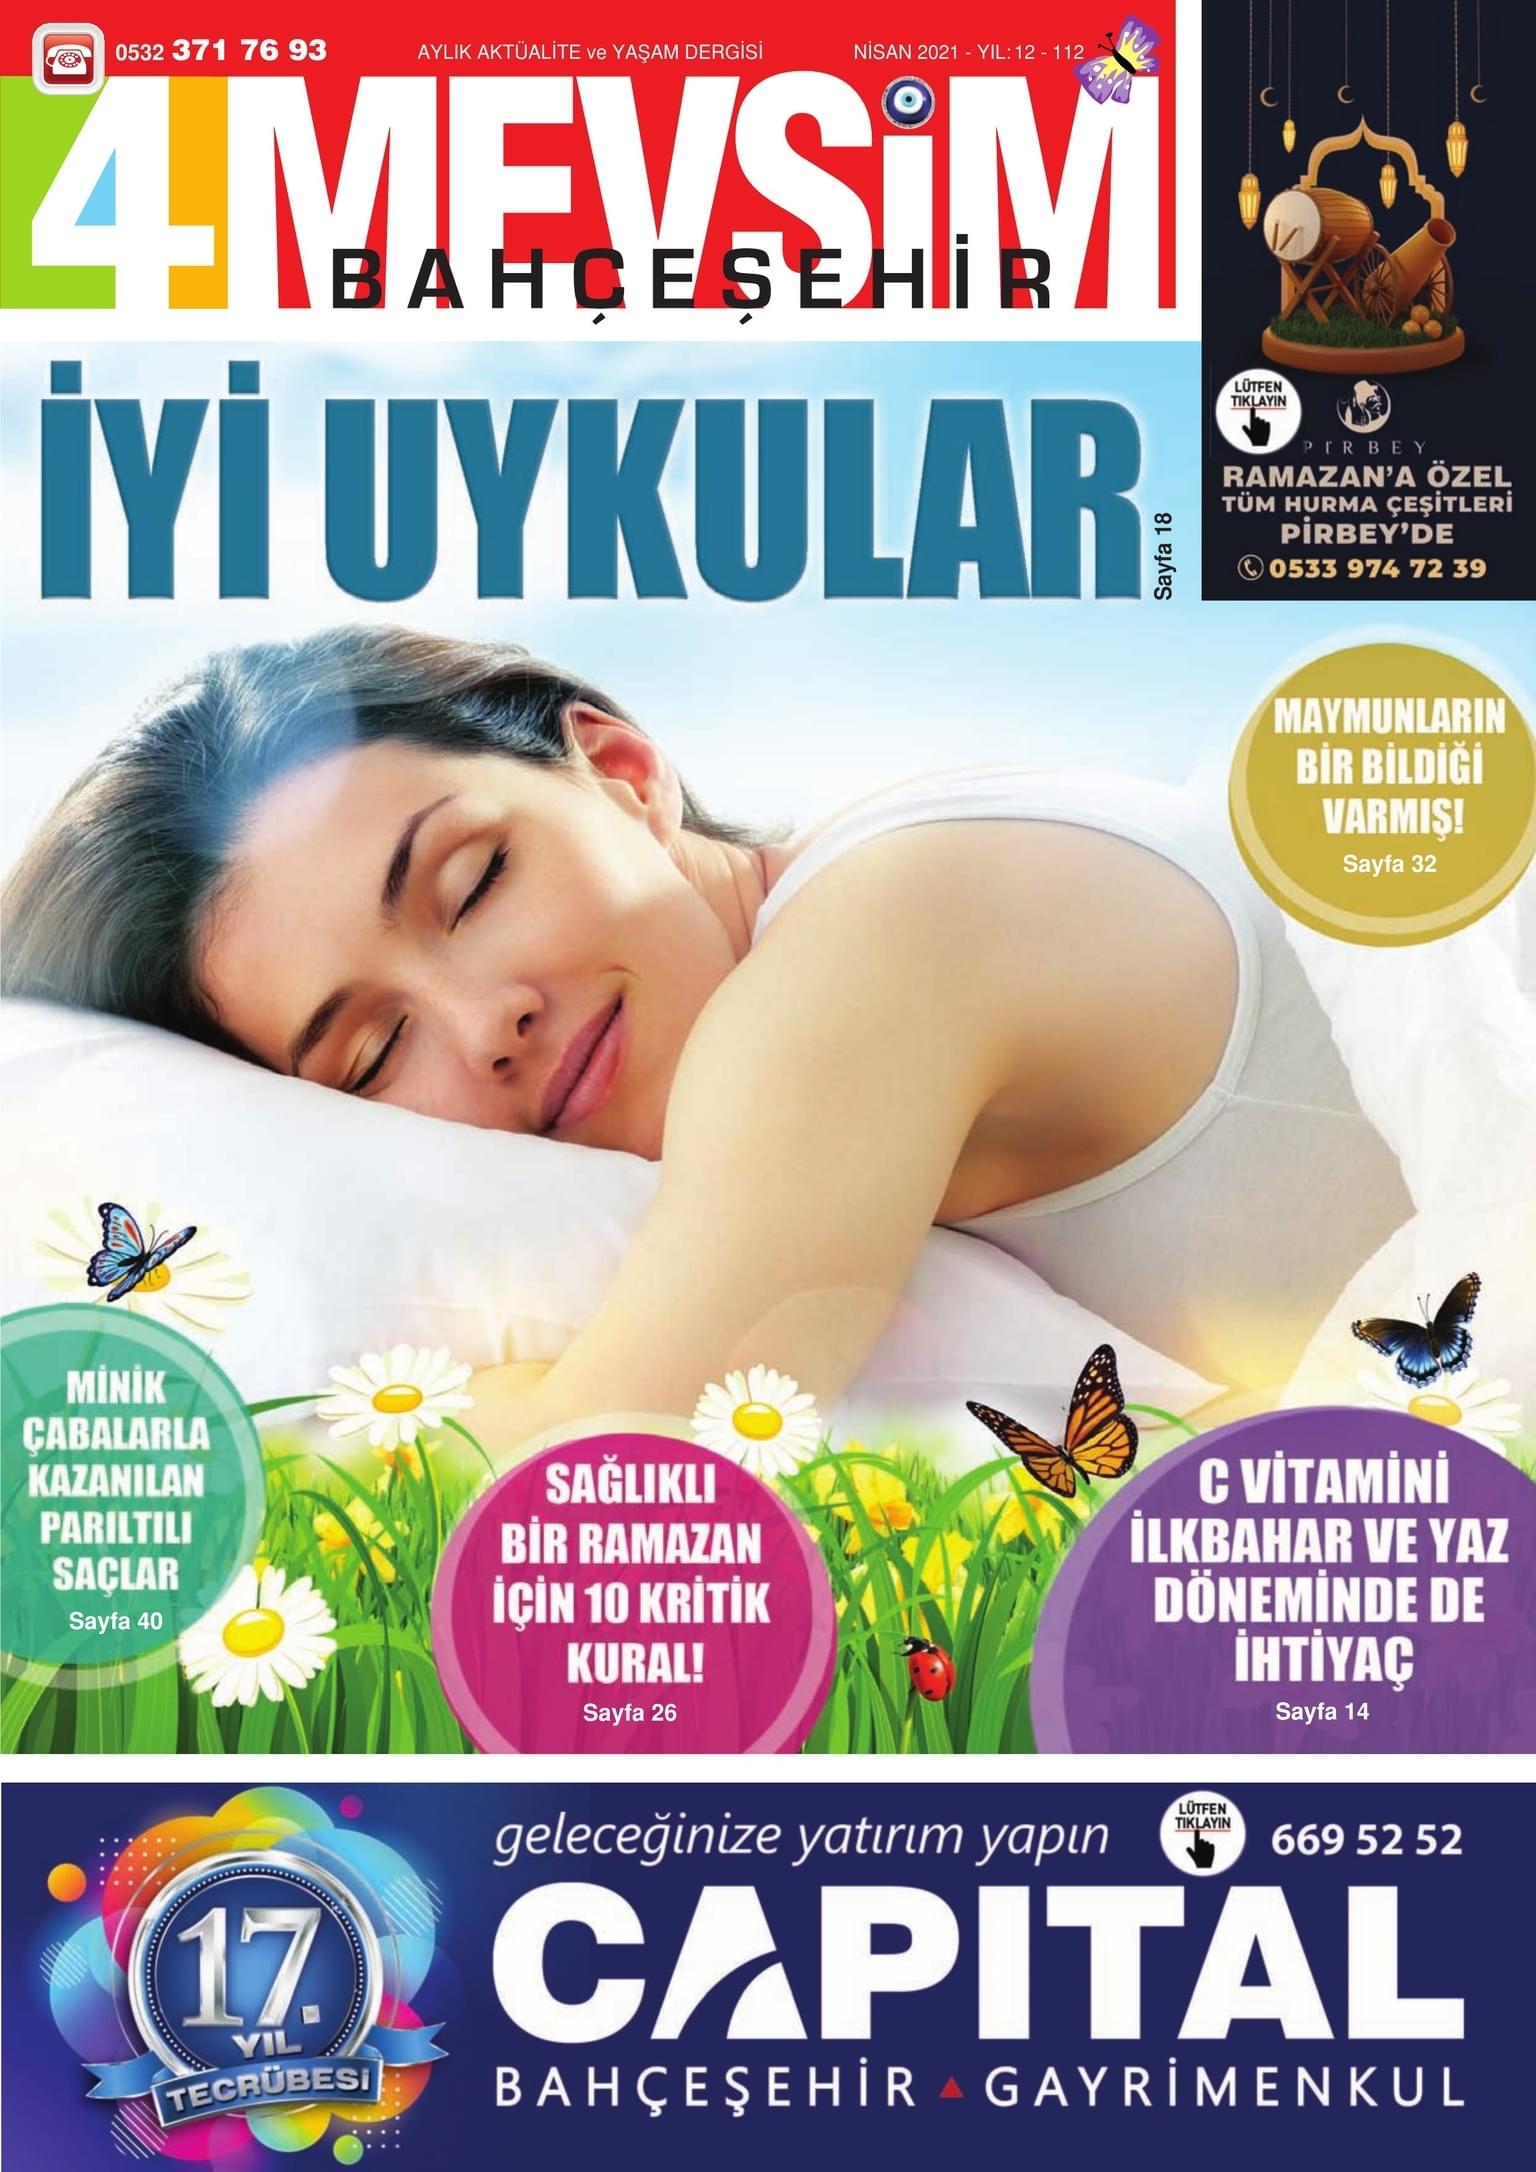 0532 371 76 93
AYLIK AKTÜALİTE ve YAŞAM DERGİSİ
NİSAN 2021 - YIL: 12 - 112
4 MEVSİM
BAHÇEŞEHİR
LÜTFEN
TIKLAYIN
PIRBEY
RAMAZAN'A ÖZEL
TÜM HURMA ÇEŞİTLERİ
PİRBEY'DE
0533 974 72 39
İYİ UYKULAR
Sayfa 18
MAYMUNLARIN
BİR BİLDİĞİ
VARMIŞ!
Sayfa 32
MİNİK
ÇABALARLA
KAZANILAN
PARILTILI
SAÇLAR
Sayfa 40
SAĞLIKLI
BİR RAMAZAN
İÇİN 10 KRİTİK
KURAL!
Sayfa 26
C VİTAMİNİ
İLKBAHAR VE YAZ
DÖNEMİNDE DE
İHTİYAÇ
Sayfa 14
17.
YIL
TECRÜBESİ
geleceğinize yatırım yapın
LÜTFEN
TIKLAYIN
669 52 52
CAPITAL
BAHÇEŞEHİR GAYRİMENKUL